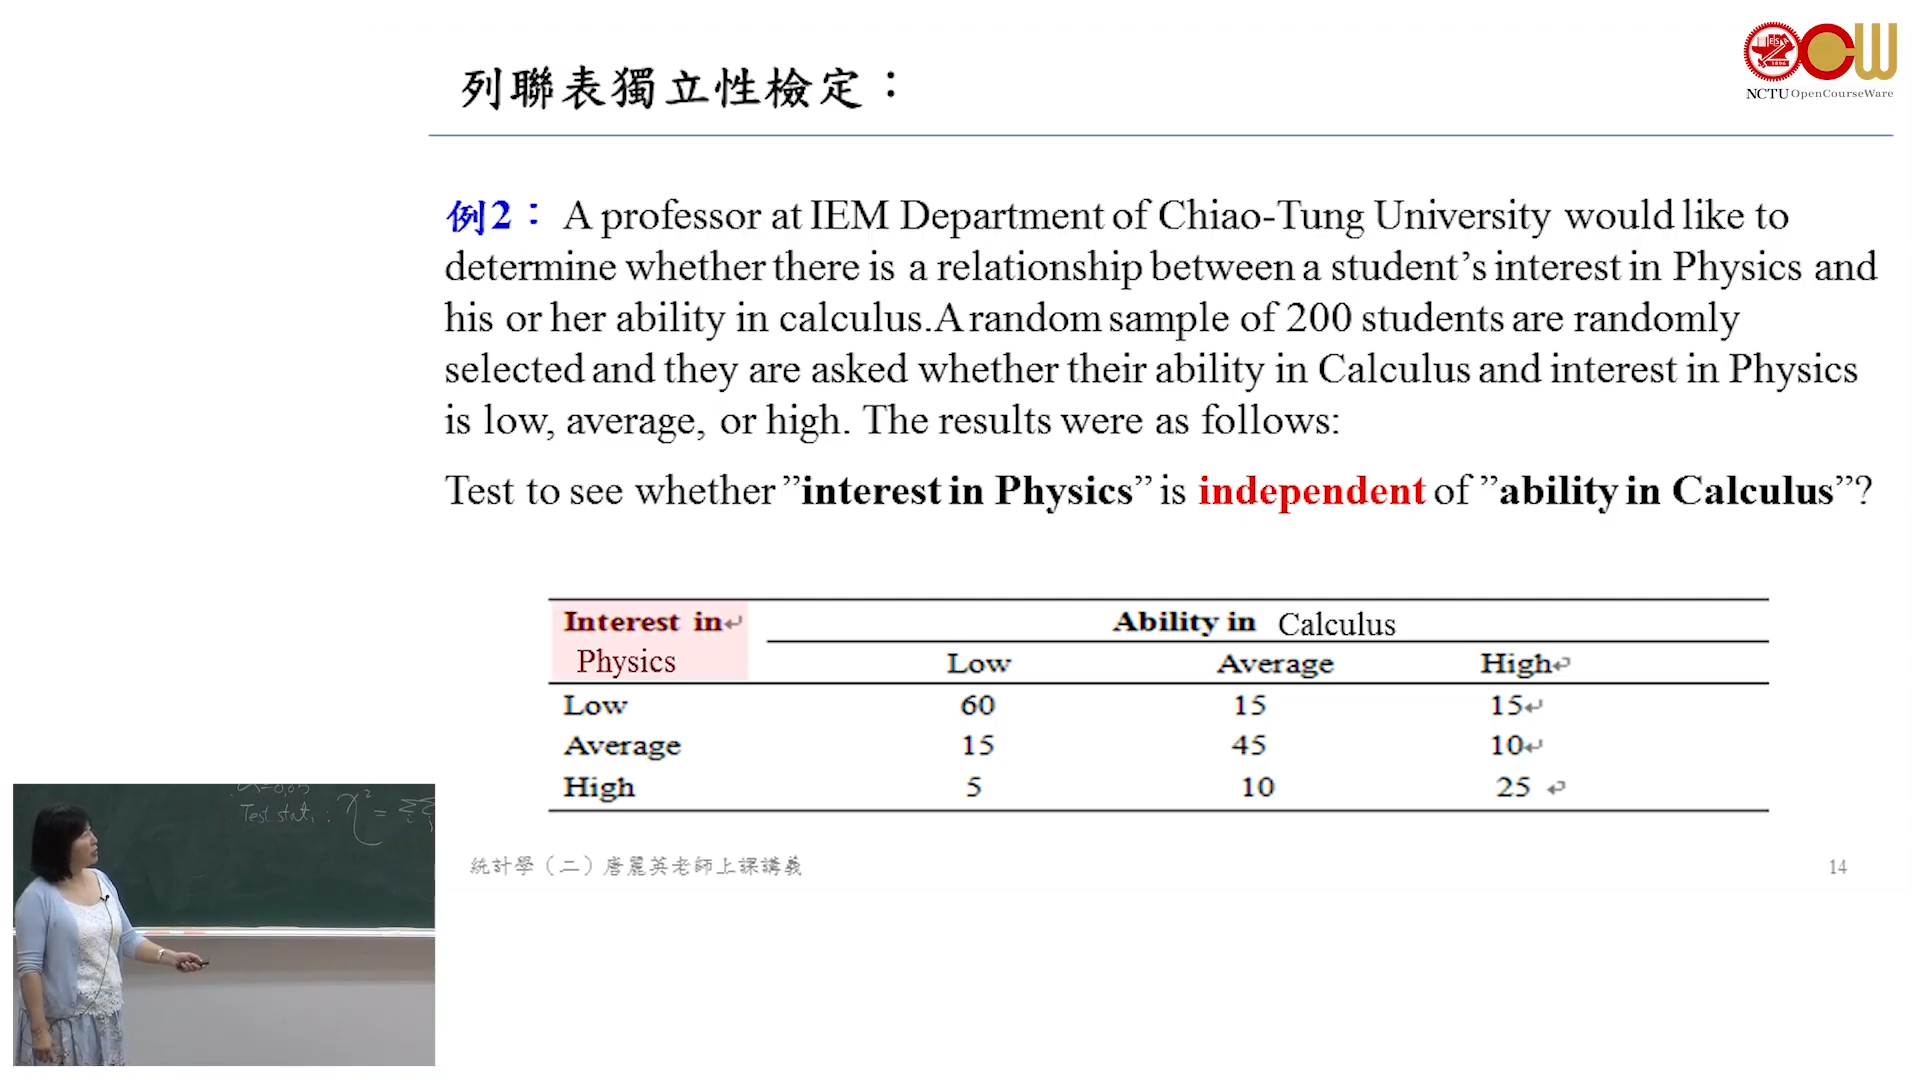 列聯表獨立性檢定：
NCTU OpenCourseWare
例2： A professor at IEM Department of Chiao-Tung University would like to
determine whether there is a relationship between a student’s interest in Physics and
his or her ability in calculus.A random sample of 200 students are randomly
selected and they are asked whether their ability in Calculus and interest in Physics
is low, average, or high. The results were as follows:
Test to see whether ”interest in Physics” is independent of ”ability in Calculus”?
Interest in↵ Ability in Calculus
Physics Low Average High↵
Low 60 15 15↵
Average 15 45 10↵
High 5 10 25 ↵
α=0.05
Test stat. : χ² = ΣΣ
統計學（二）唐麗英老師上課講義
14